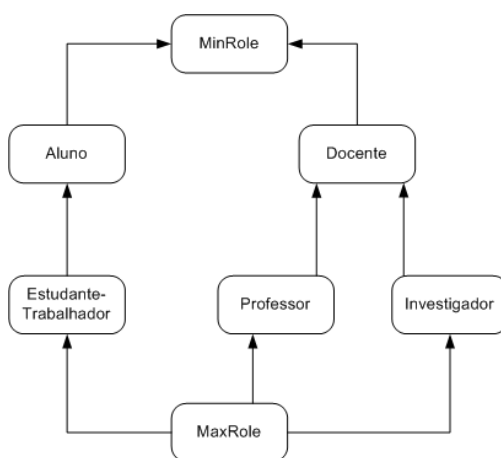 MinRole
Aluno
Docente
Estudante-
Trabalhador
Professor
Investigador
MaxRole